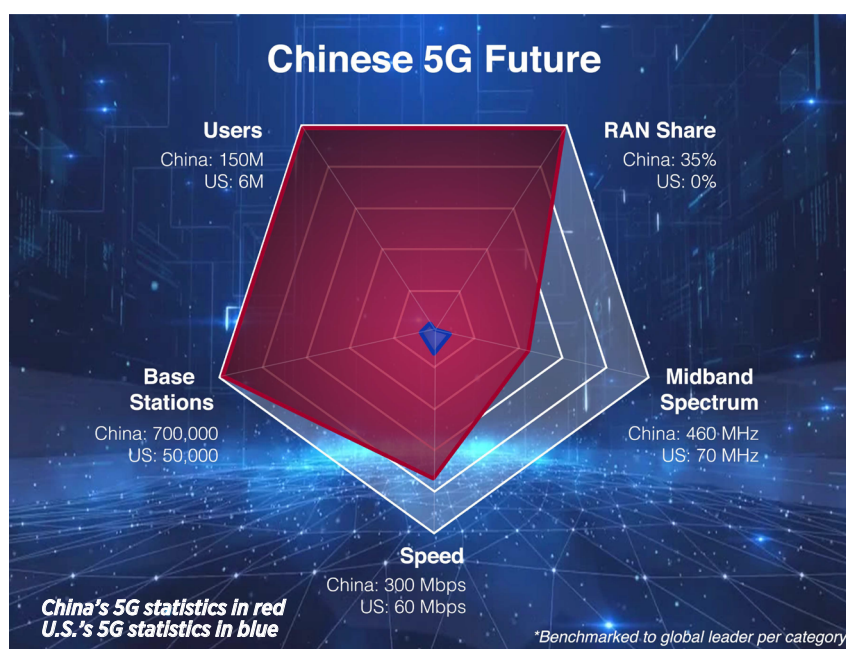 Chinese 5G Future
Users
China: 150M
US: 6M
RAN Share
China: 35%
US: 0%
Base
Stations
China: 700,000
US: 50,000
Midband
Spectrum
China: 460 MHz
US: 70 MHz
Speed
China: 300 Mbps
US: 60 Mbps
China's 5G statistics in red
U.S.'s 5G statistics in blue
*Benchmarked to global leader per category